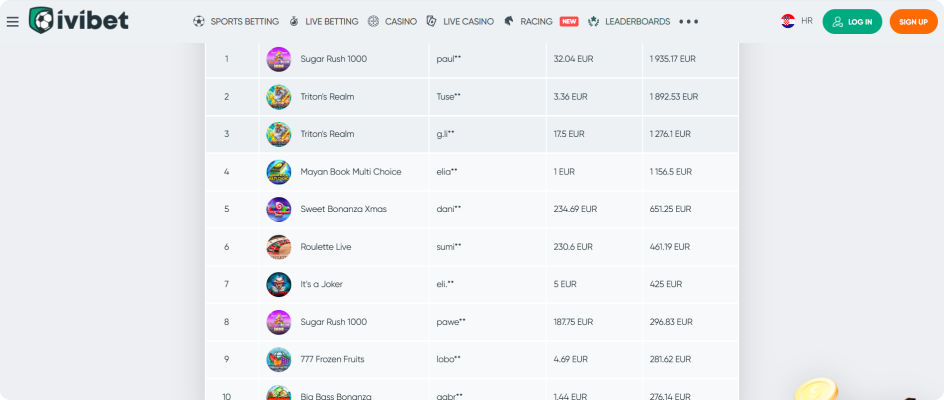 ivibet SPORTS BETTING LIVE BETTING CASINO LIVE CASINO RACING NEW LEADERBOARDS HR LOG IN SIGN UP
1 Sugar Rush 1000 paul** 32.04 EUR 1 935.17 EUR
2 Triton's Realm Tuse** 3.36 EUR 1 892.53 EUR
3 Triton's Realm g.li** 17.5 EUR 1 276.1 EUR
4 Mayan Book Multi Choice elia** 1 EUR 1 156.5 EUR
5 Sweet Bonanza Xmas dani** 234.69 EUR 651.25 EUR
6 Roulette Live sumi** 230.6 EUR 461.19 EUR
7 It's a Joker eli.** 5 EUR 425 EUR
8 Sugar Rush 1000 pawe** 187.75 EUR 296.83 EUR
9 777 Frozen Fruits lobo** 4.69 EUR 281.62 EUR
10 Big Bass Bonanza gabr** 1.44 EUR 276.14 EUR